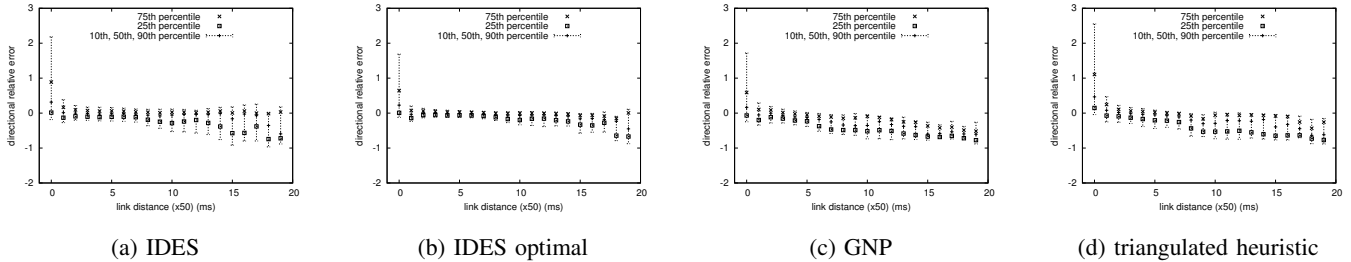 75th percentile
25th percentile
10th, 50th, 90th percentile
directional relative error
3
2
1
0
-1
-2
0 5 10 15 20
link distance (x50) (ms)
(a) IDES
75th percentile
25th percentile
10th, 50th, 90th percentile
directional relative error
3
2
1
0
-1
-2
0 5 10 15 20
link distance (x50) (ms)
(b) IDES optimal
75th percentile
25th percentile
10th, 50th, 90th percentile
directional relative error
3
2
1
0
-1
-2
0 5 10 15 20
link distance (x50) (ms)
(c) GNP
75th percentile
25th percentile
10th, 50th, 90th percentile
directional relative error
3
2
1
0
-1
-2
0 5 10 15 20
link distance (x50) (ms)
(d) triangulated heuristic